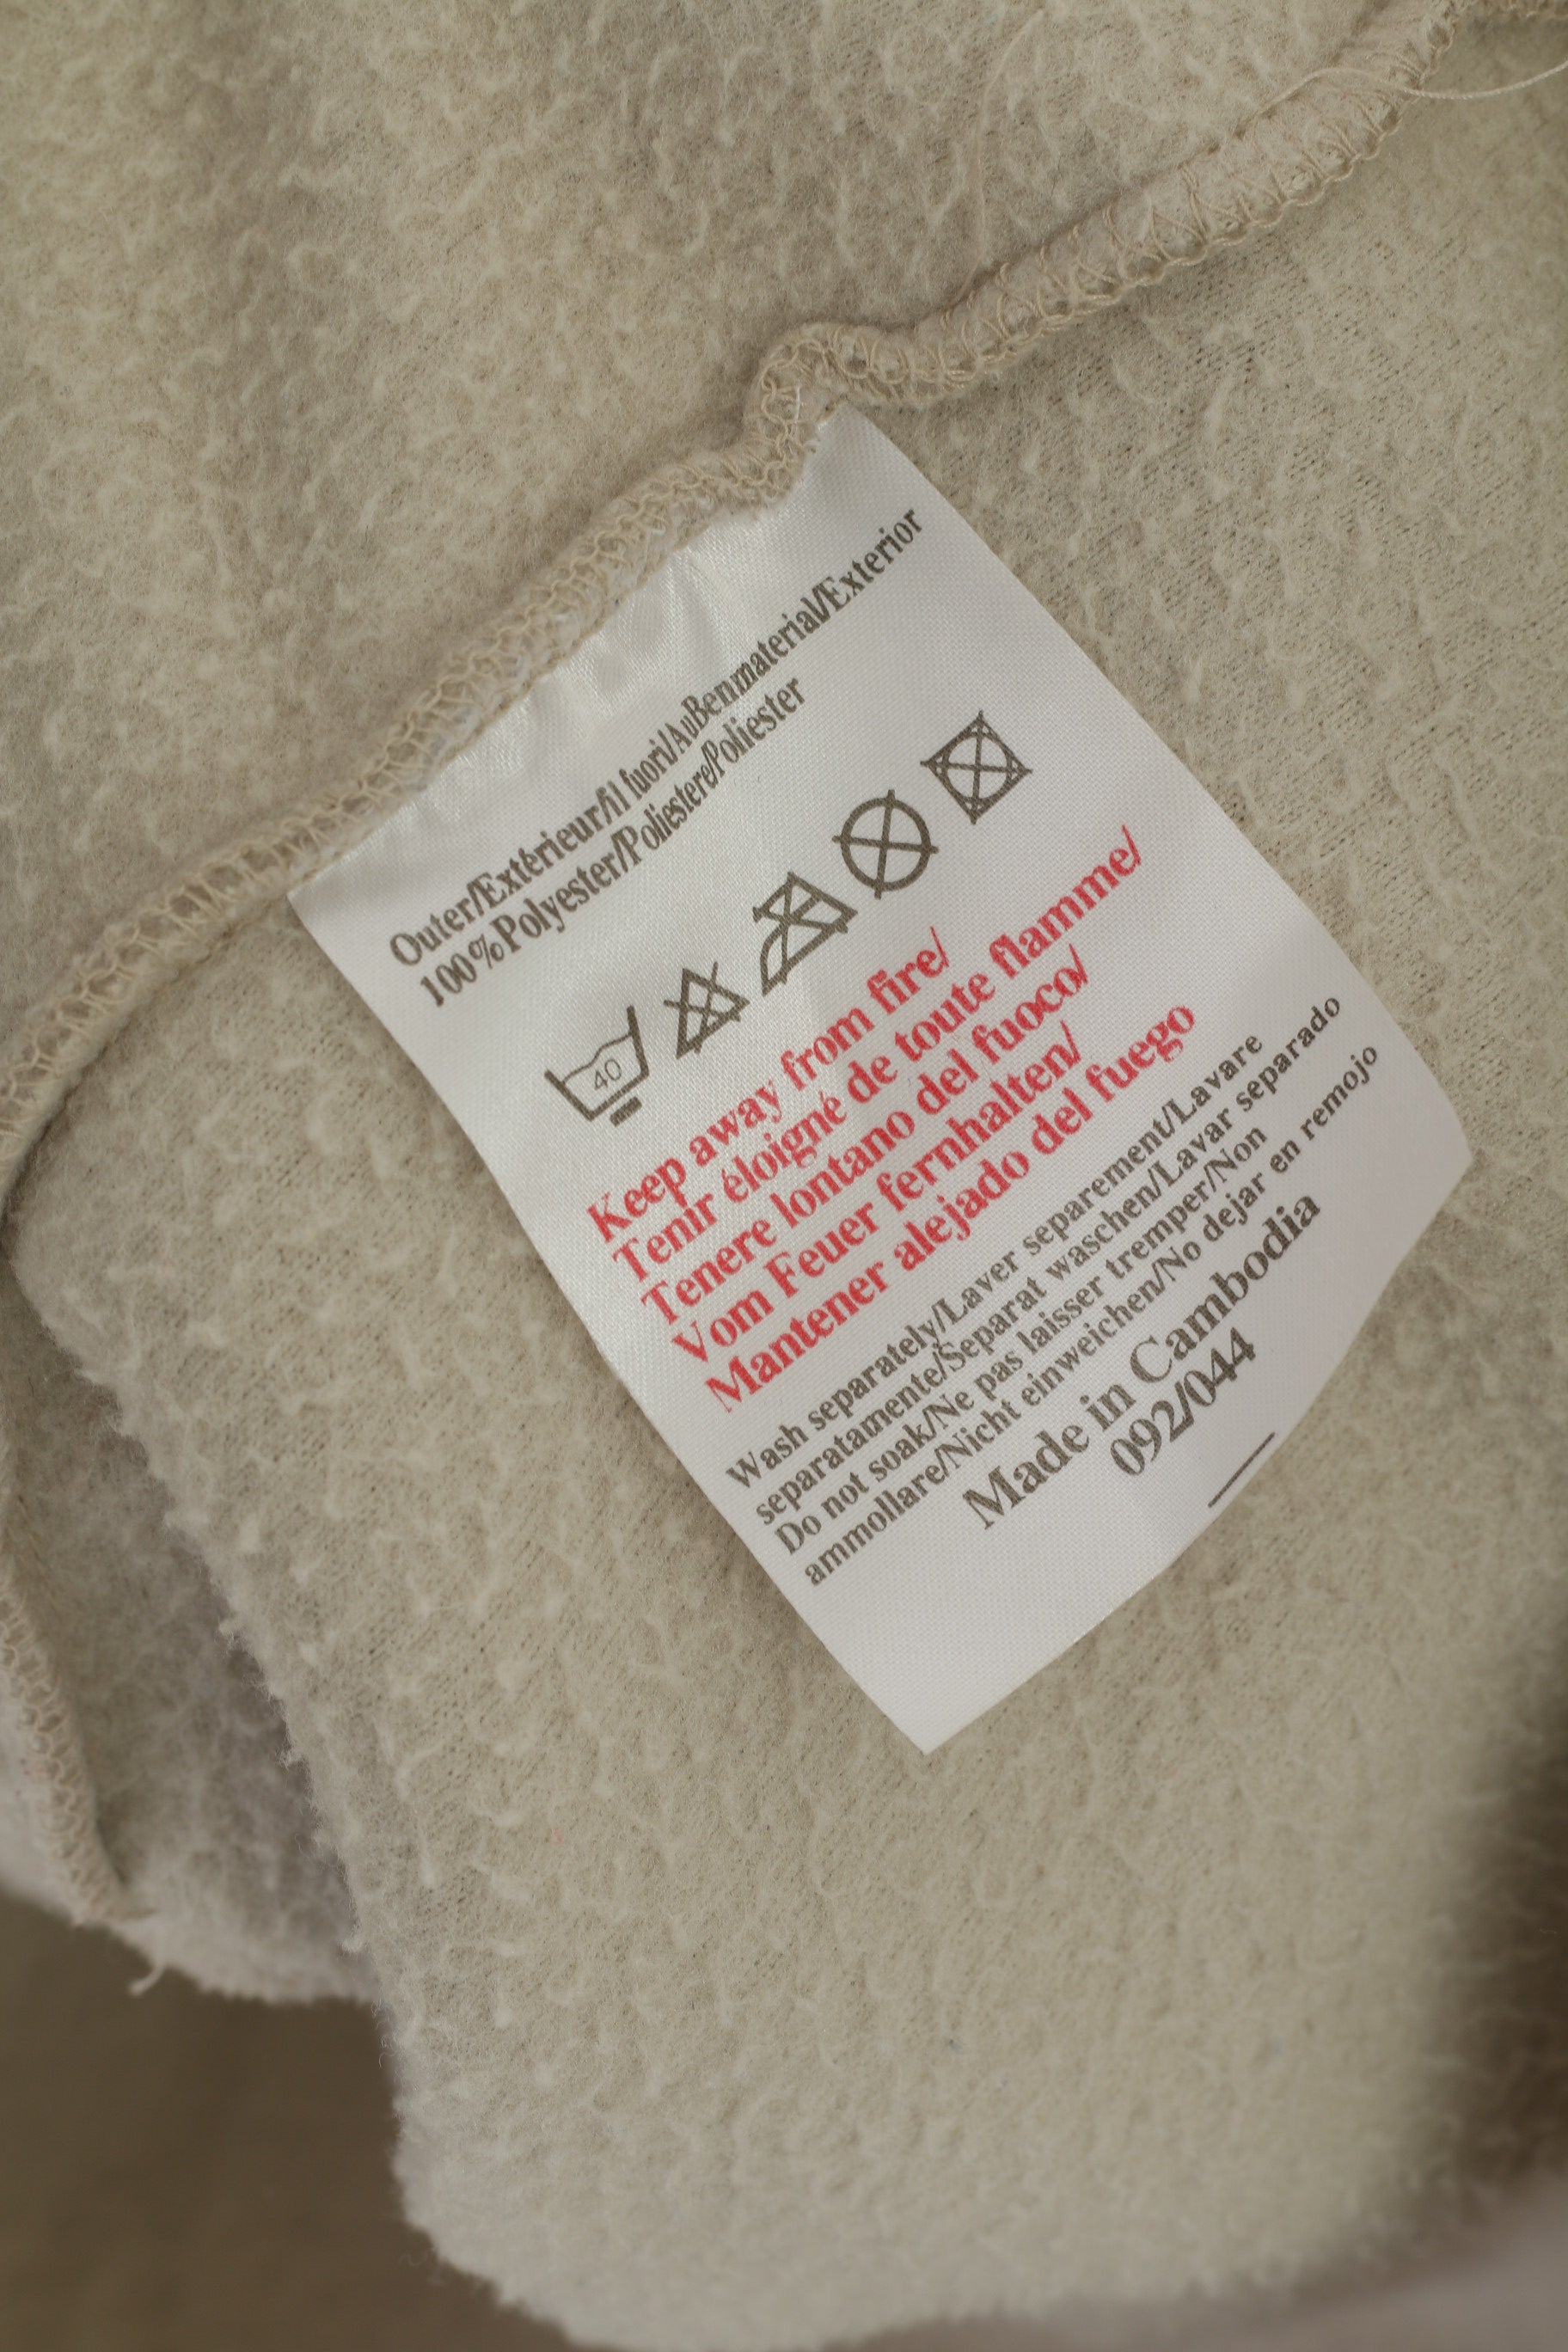 Outer/Extérieur/il fuori/Außenmaterial/Exterior
100%Polyester/Poliestere/Poliester
40
Keep away from fire/
Tenir éloigné de toute flamme/
Tenere lontano del fuoco/
Vom Feuer fernhalten/
Mantener alejado del fuego
Wash separately/Laver separement/Lavare
separatamente/Separat waschen/Lavar separado
Do not soak/Ne pas laisser tremper/Non
ammollare/Nicht einweichen/No dejar en remojo
Made in Cambodia
092/044